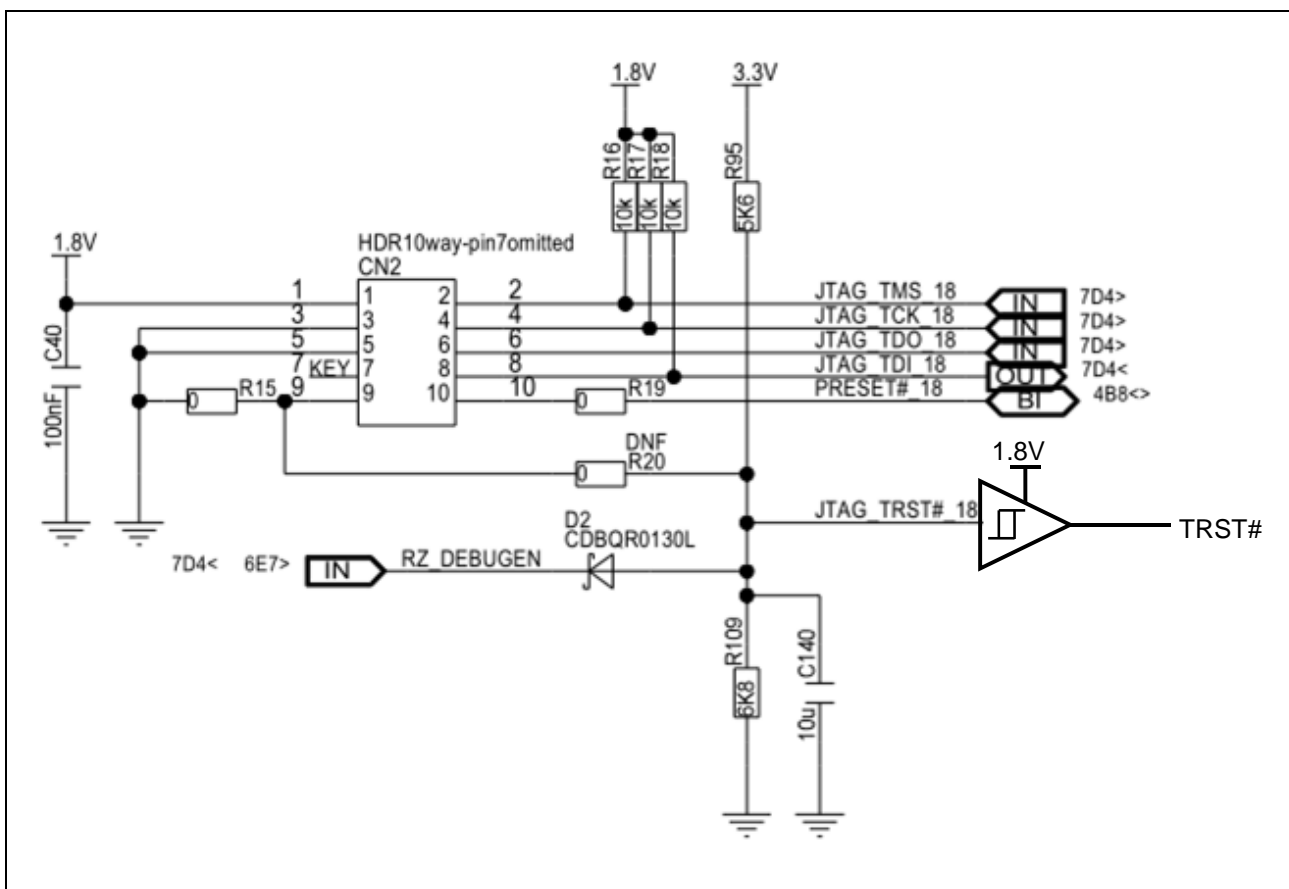 1.8V 3.3V
R16 R17 R18 R95
10k 10k 10k 5K6
1.8V
HDR10way-pin7omitted
CN2
1 1 2 2 JTAG_TMS_18 IN 7D4>
3 3 4 4 JTAG_TCK_18 IN 7D4>
5 5 6 6 JTAG_TDO_18 IN 7D4>
7 KEY 7 8 8 JTAG_TDI_18 OUT 7D4<
9 9 10 10 PRESET#_18 BI 4B8<>
C40
100nF
R15
0
R19
0
DNF
R20
0
1.8V
JTAG_TRST#_18
TRST#
D2
CDBQR0130L
7D4< 6E7> IN RZ_DEBUGEN
R109
6K8
C140
10u